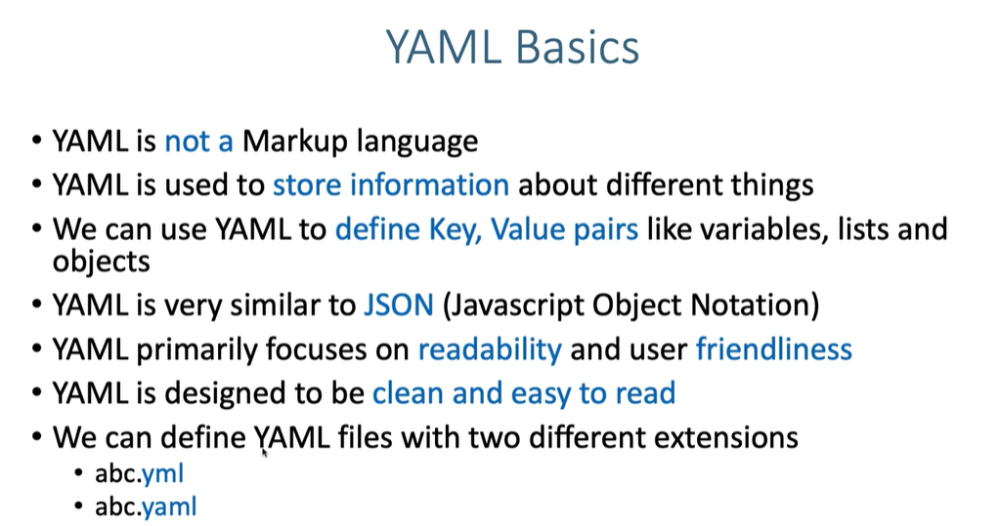 YAML Basics
• YAML is not a Markup language
• YAML is used to store information about different things
• We can use YAML to define Key, Value pairs like variables, lists and
objects
• YAML is very similar to JSON (Javascript Object Notation)
• YAML primarily focuses on readability and user friendliness
• YAML is designed to be clean and easy to read
• We can define YAML files with two different extensions
• abc.yml
• abc.yaml